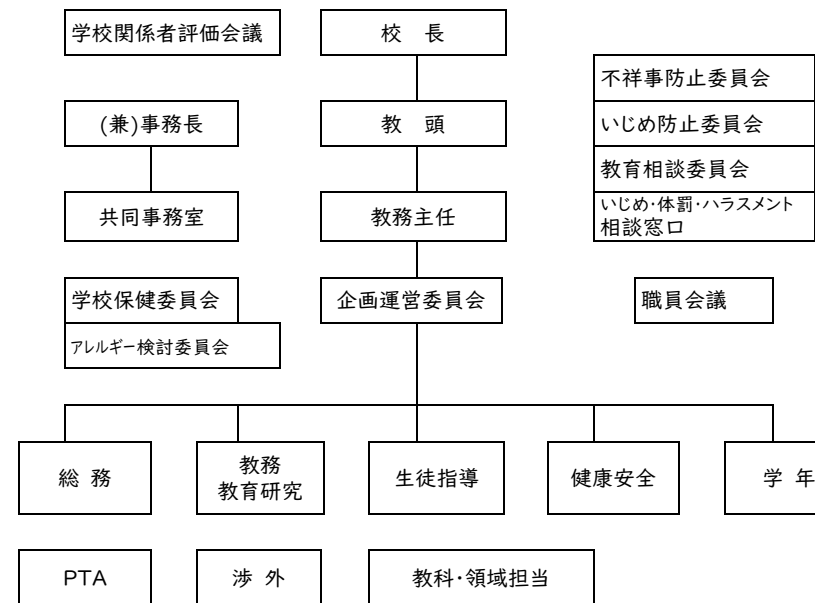 学校関係者評価会議
校　長
不祥事防止委員会
(兼)事務長
教　頭
いじめ防止委員会
教育相談委員会
共同事務室
教務主任
いじめ・体罰・ハラスメント
相談窓口
学校保健委員会
企画運営委員会
職員会議
アレルギー検討委員会
総 務
教務
教育研究
生徒指導
健康安全
学 年
PTA
渉 外
教科・領域担当